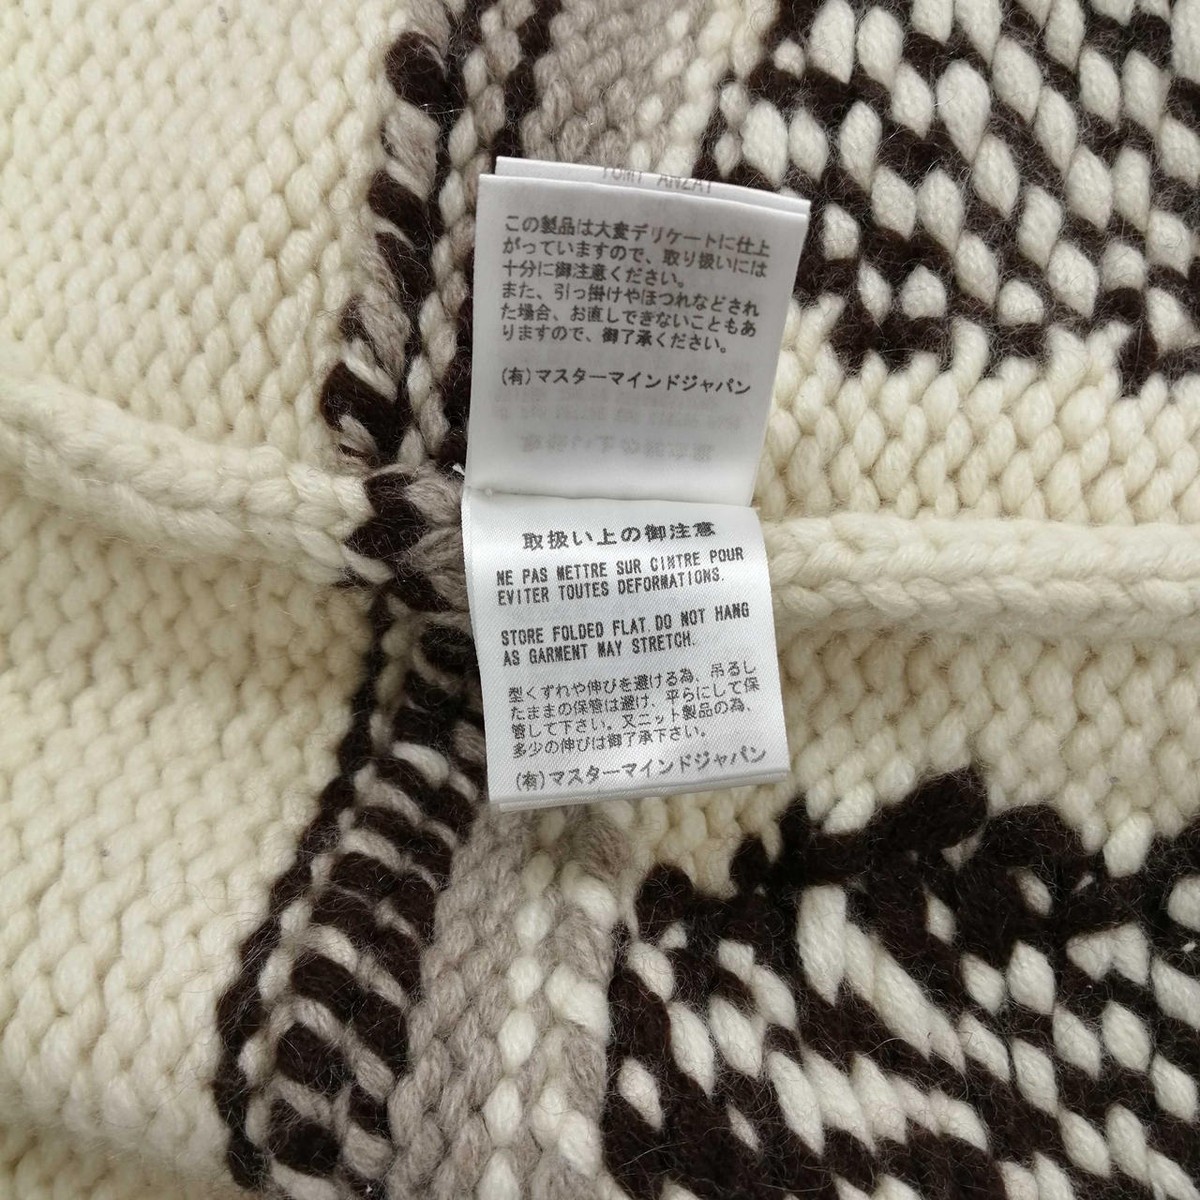 YUMI ANZAI
この製品は大変デリケートに仕上
がっていますので、取り扱いには
十分に御注意ください。
また、引っ掛けやほつれなどされ
た場合、お直しできないこともあ
りますので、御了承ください。
(有)マスターマインドジャパン
取扱い上の御注意
NE PAS METTRE SUR CINTRE POUR
EVITER TOUTES DEFORMATIONS.
STORE FOLDED FLAT.DO NOT HANG
AS GARMENT MAY STRETCH.
型くずれや伸びを避ける為、吊るし
たままの保管は避け、平らにして保
管して下さい。又ニット製品の為、
多少の伸びは御了承下さい。
(有)マスターマインドジャパン